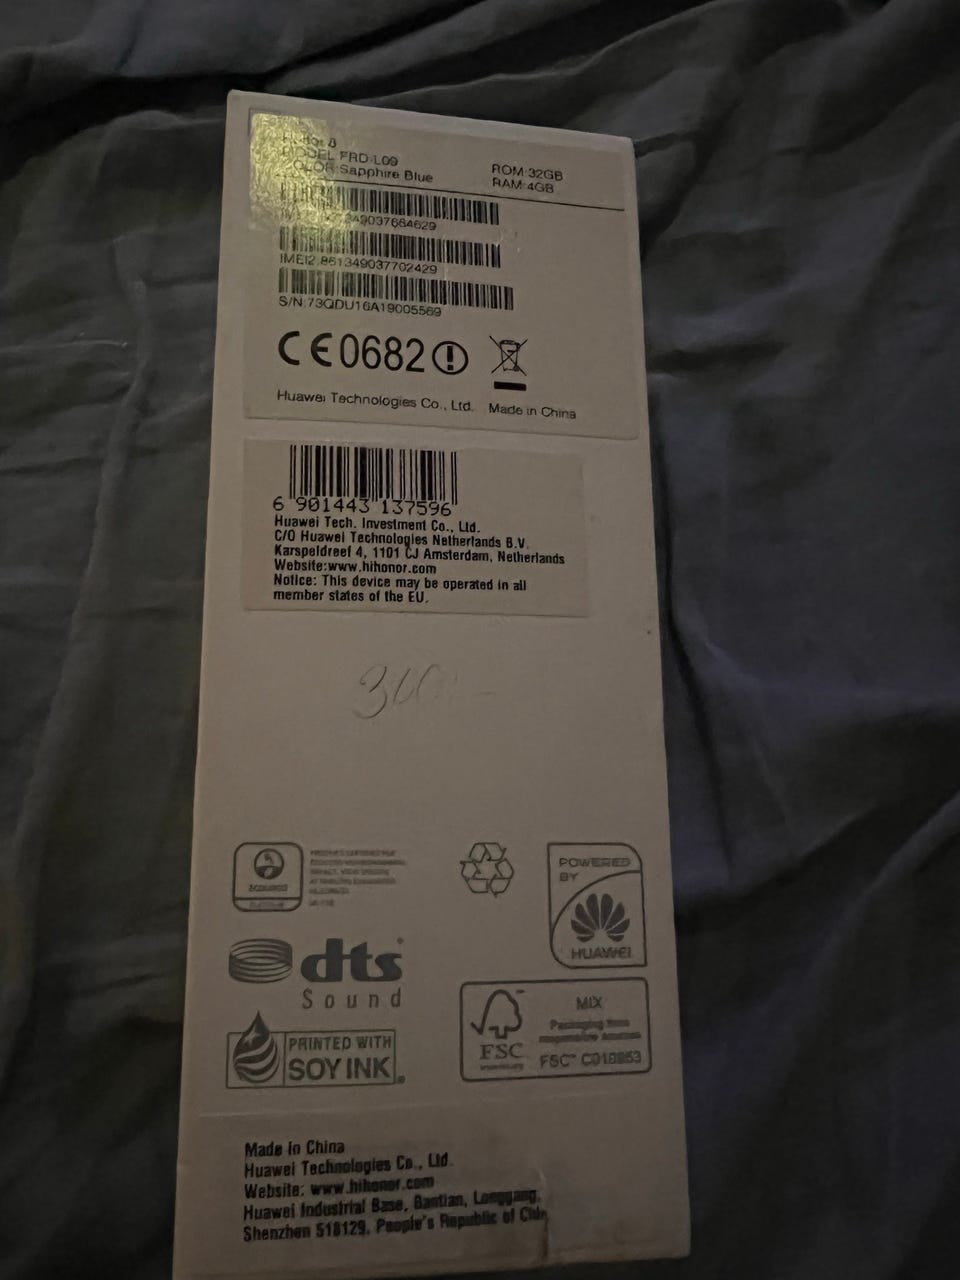 MODEL FRD-L09
COLOR:Sapphire Blue
ROM:32GB
RAM:4GB
IMEI2:861349037702429
S/N:73QDU16A19005569
CE0682
Huawei Technologies Co., Ltd. Made in China
6 901443 137596
Huawei Tech. Investment Co., Ltd.
C/O Huawei Technologies Netherlands B.V.
Karspeldreef 4, 1101 CJ Amsterdam, Netherlands
Website:www.hihonor.com
Notice: This device may be operated in all
member states of the EU.
POWERED
BY
HUAWEI
dts
Sound
PRINTED WITH
SOY INK
FSC
MIX
Packaging from
Made in China
Huawei Technologies Co., Ltd.
Website: www.hihonor.com
Huawei Industrial Base, Bantian, Longgang,
Shenzhen 518129, People's Republic of